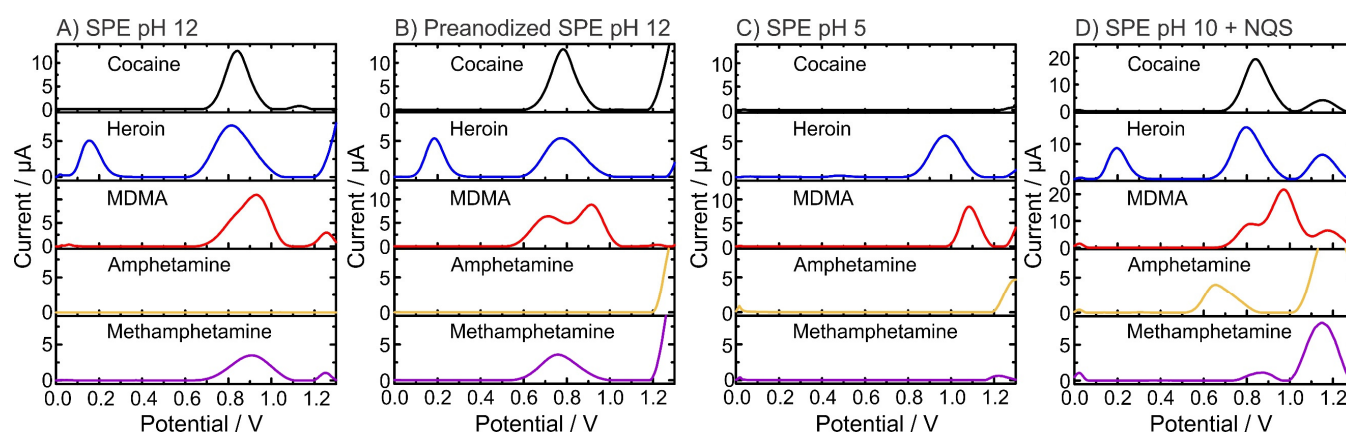 A) SPE pH 12
B) Preanodized SPE pH 12
C) SPE pH 5
D) SPE pH 10 + NQS
Current / μA
10
5
0
Cocaine
5
0
Heroin
5
0
MDMA
5
0
Amphetamine
5
0
Methamphetamine
0.0 0.2 0.4 0.6 0.8 1.0 1.2
Potential / V
Current / μA
10
5
0
Cocaine
5
0
Heroin
10
5
0
MDMA
5
0
Amphetamine
5
0
Methamphetamine
0.0 0.2 0.4 0.6 0.8 1.0 1.2
Potential / V
Current / μA
10
5
0
Cocaine
5
0
Heroin
10
5
0
MDMA
5
0
Amphetamine
5
0
Methamphetamine
0.0 0.2 0.4 0.6 0.8 1.0 1.2
Potential / V
Current / μA
20
10
0
Cocaine
10
0
Heroin
20
10
0
MDMA
5
0
Amphetamine
5
0
Methamphetamine
0.0 0.2 0.4 0.6 0.8 1.0 1.2
Potential / V